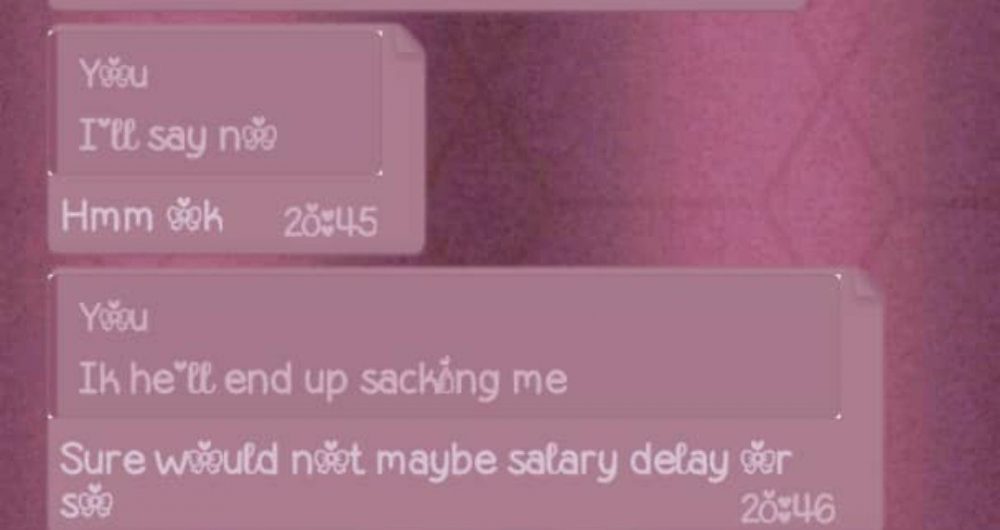 You
I'll say no
Hmm ok 20:45
You
Ik he'll end up sacking me
Sure would not maybe salary delay or
so 20:46